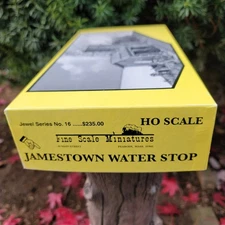 Jewel Series No. 16 ......$235.00
HO SCALE
Fine Scale Miniatures
JAMESTOWN WATER STOP